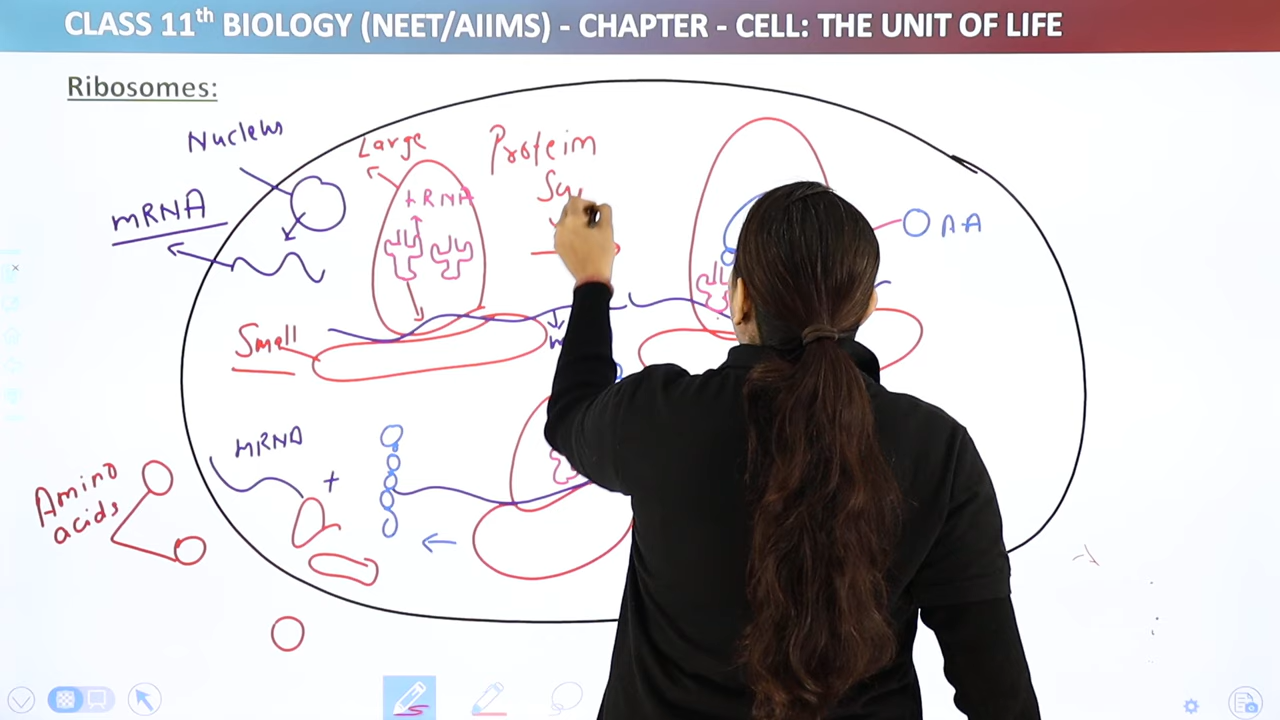 CLASS 11th BIOLOGY (NEET/AIIMS) - CHAPTER - CELL: THE UNIT OF LIFE
Ribosomes:
Nucleus
mRNA
Large
tRNA
Protein
Small
AA
mRNA
+
Amino
acids